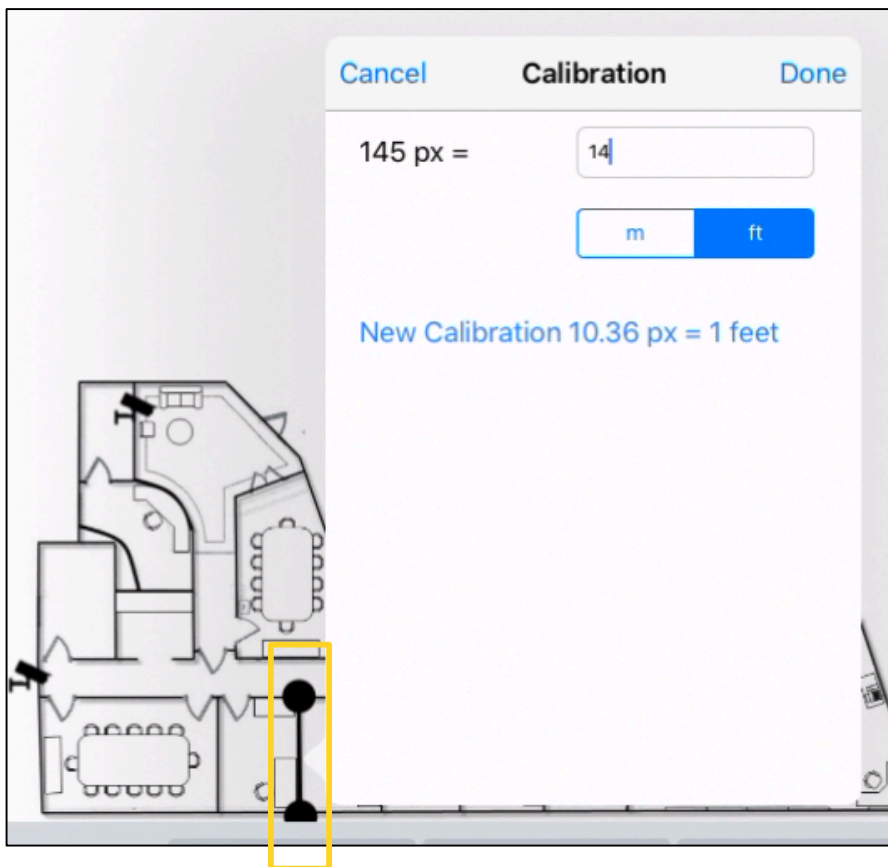 Cancel Calibration Done
145 px = 14
m ft
New Calibration 10.36 px = 1 feet